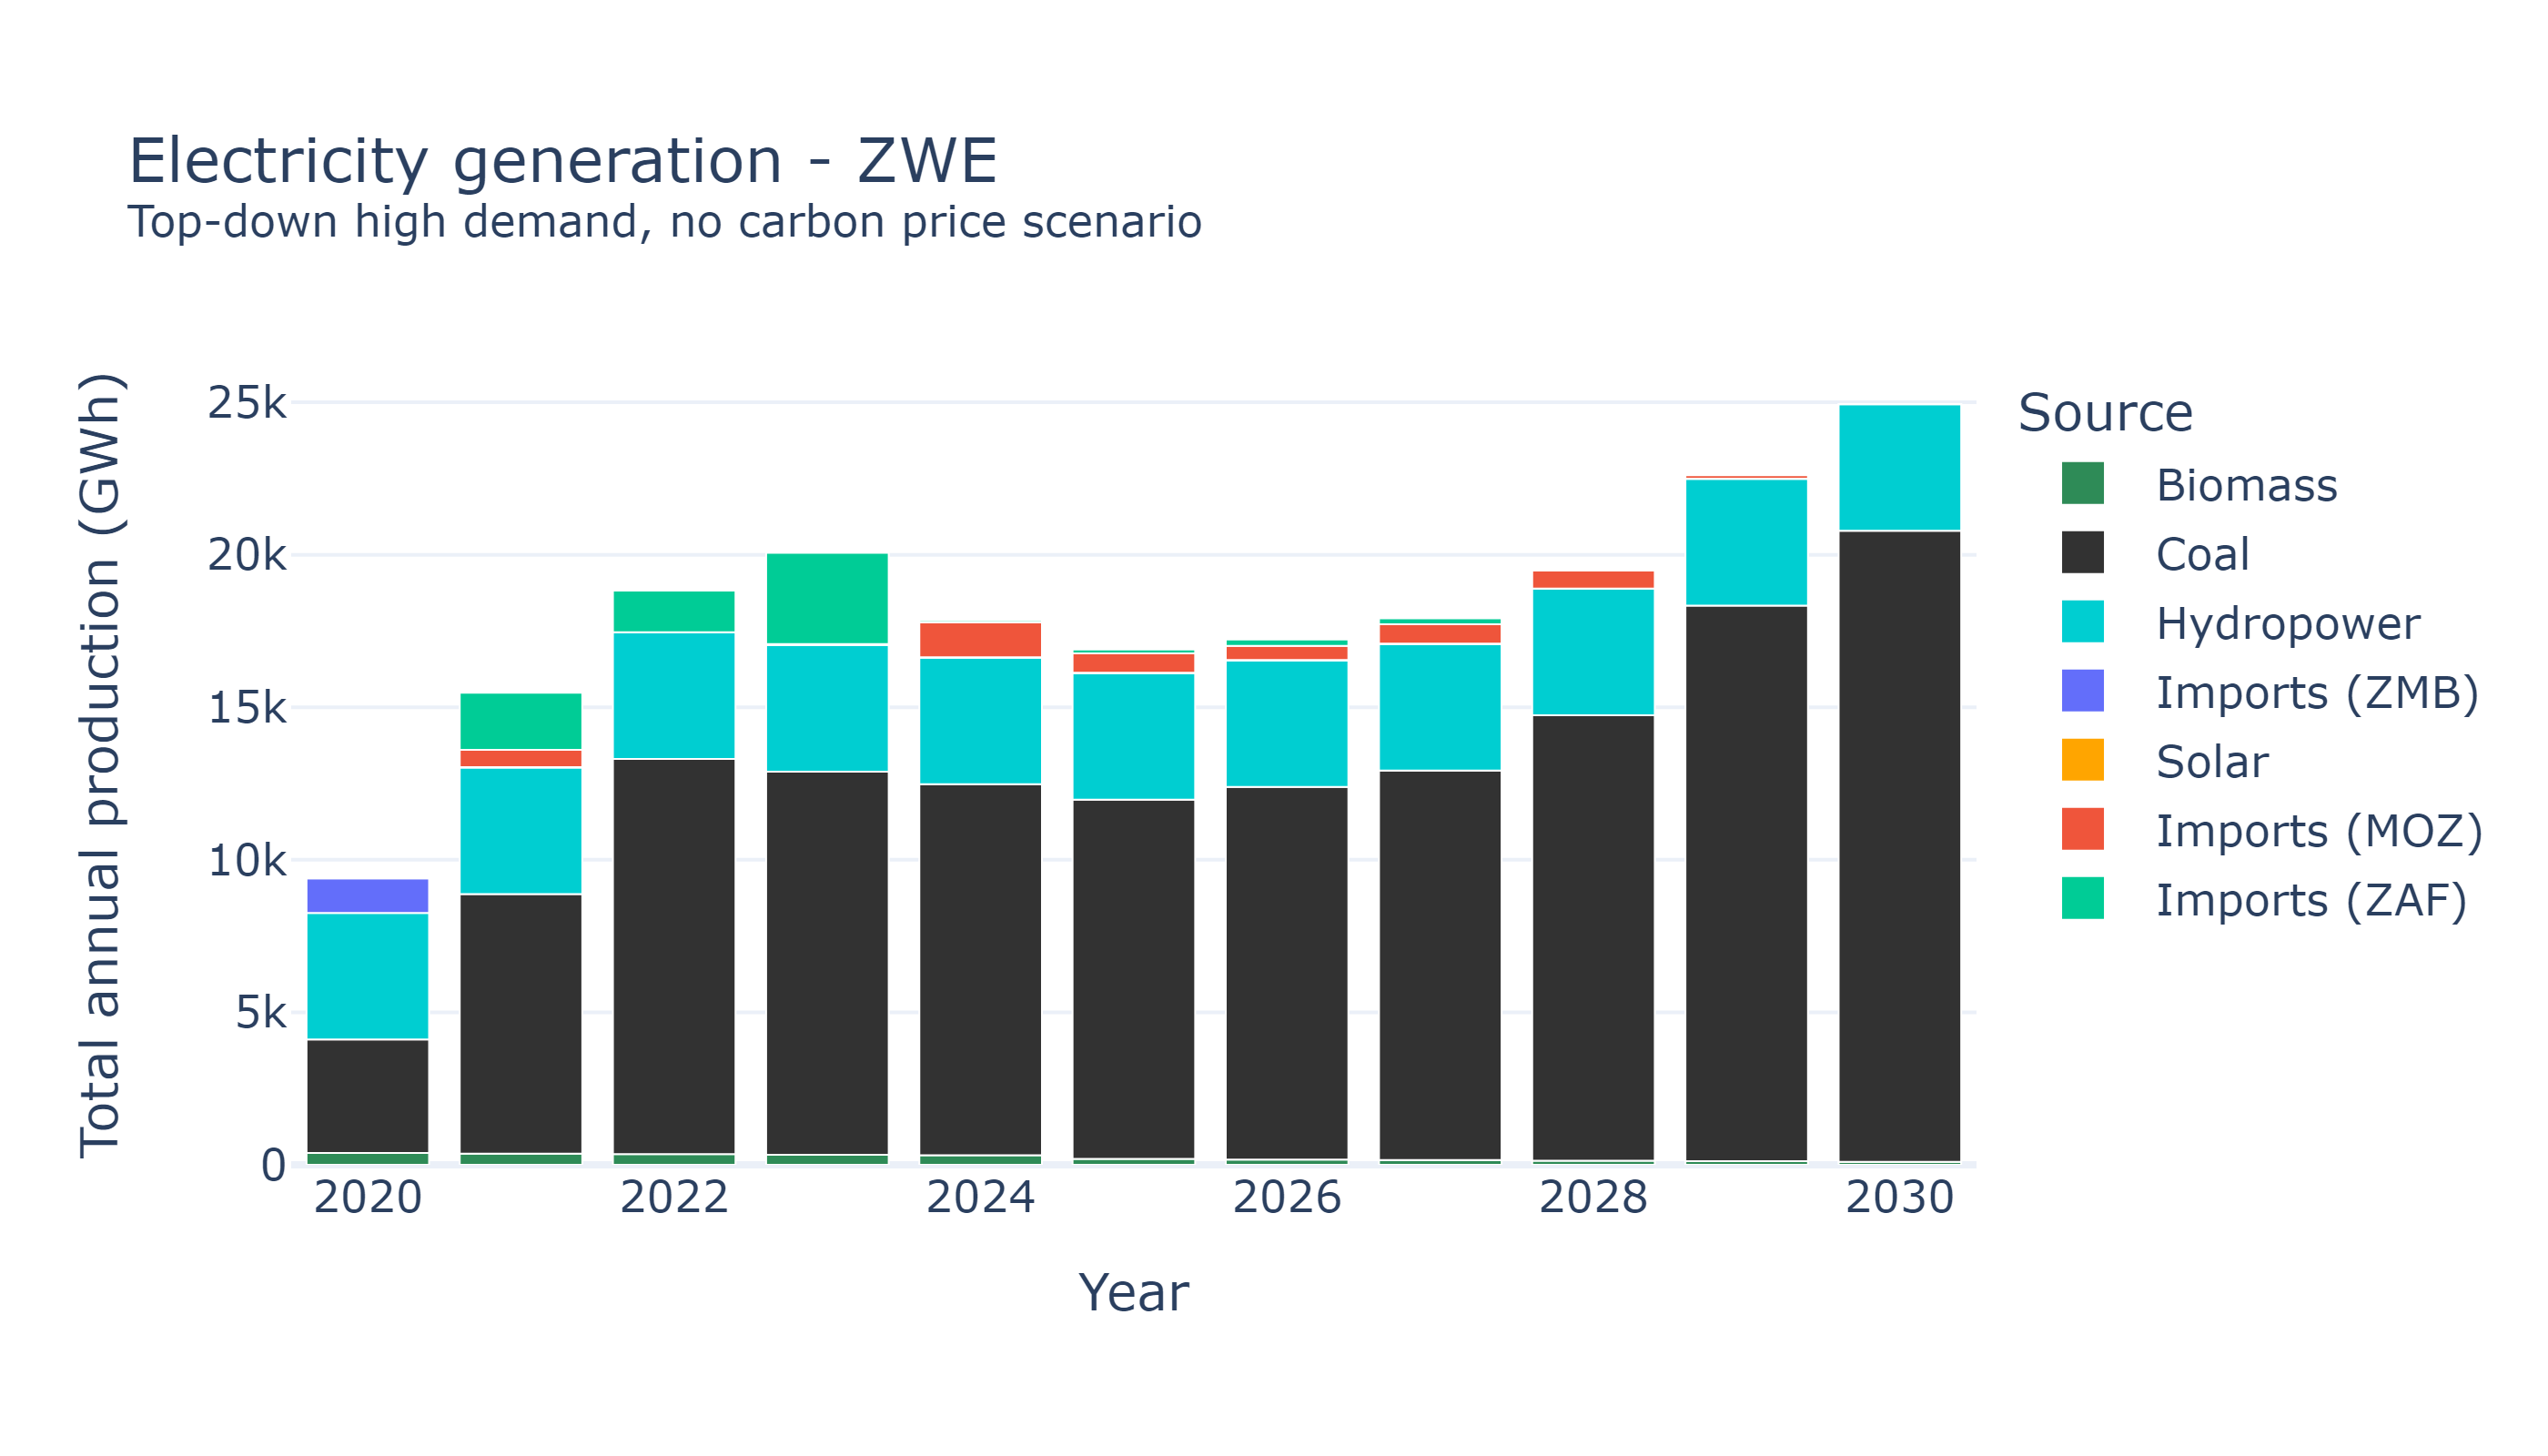 Electricity generation - ZWE
Top-down high demand, no carbon price scenario
Total annual production (GWh)
25k
20k
15k
10k
5k
0
2020
2022
2024
2026
2028
2030
Year
Source
Biomass
Coal
Hydropower
Imports (ZMB)
Solar
Imports (MOZ)
Imports (ZAF)